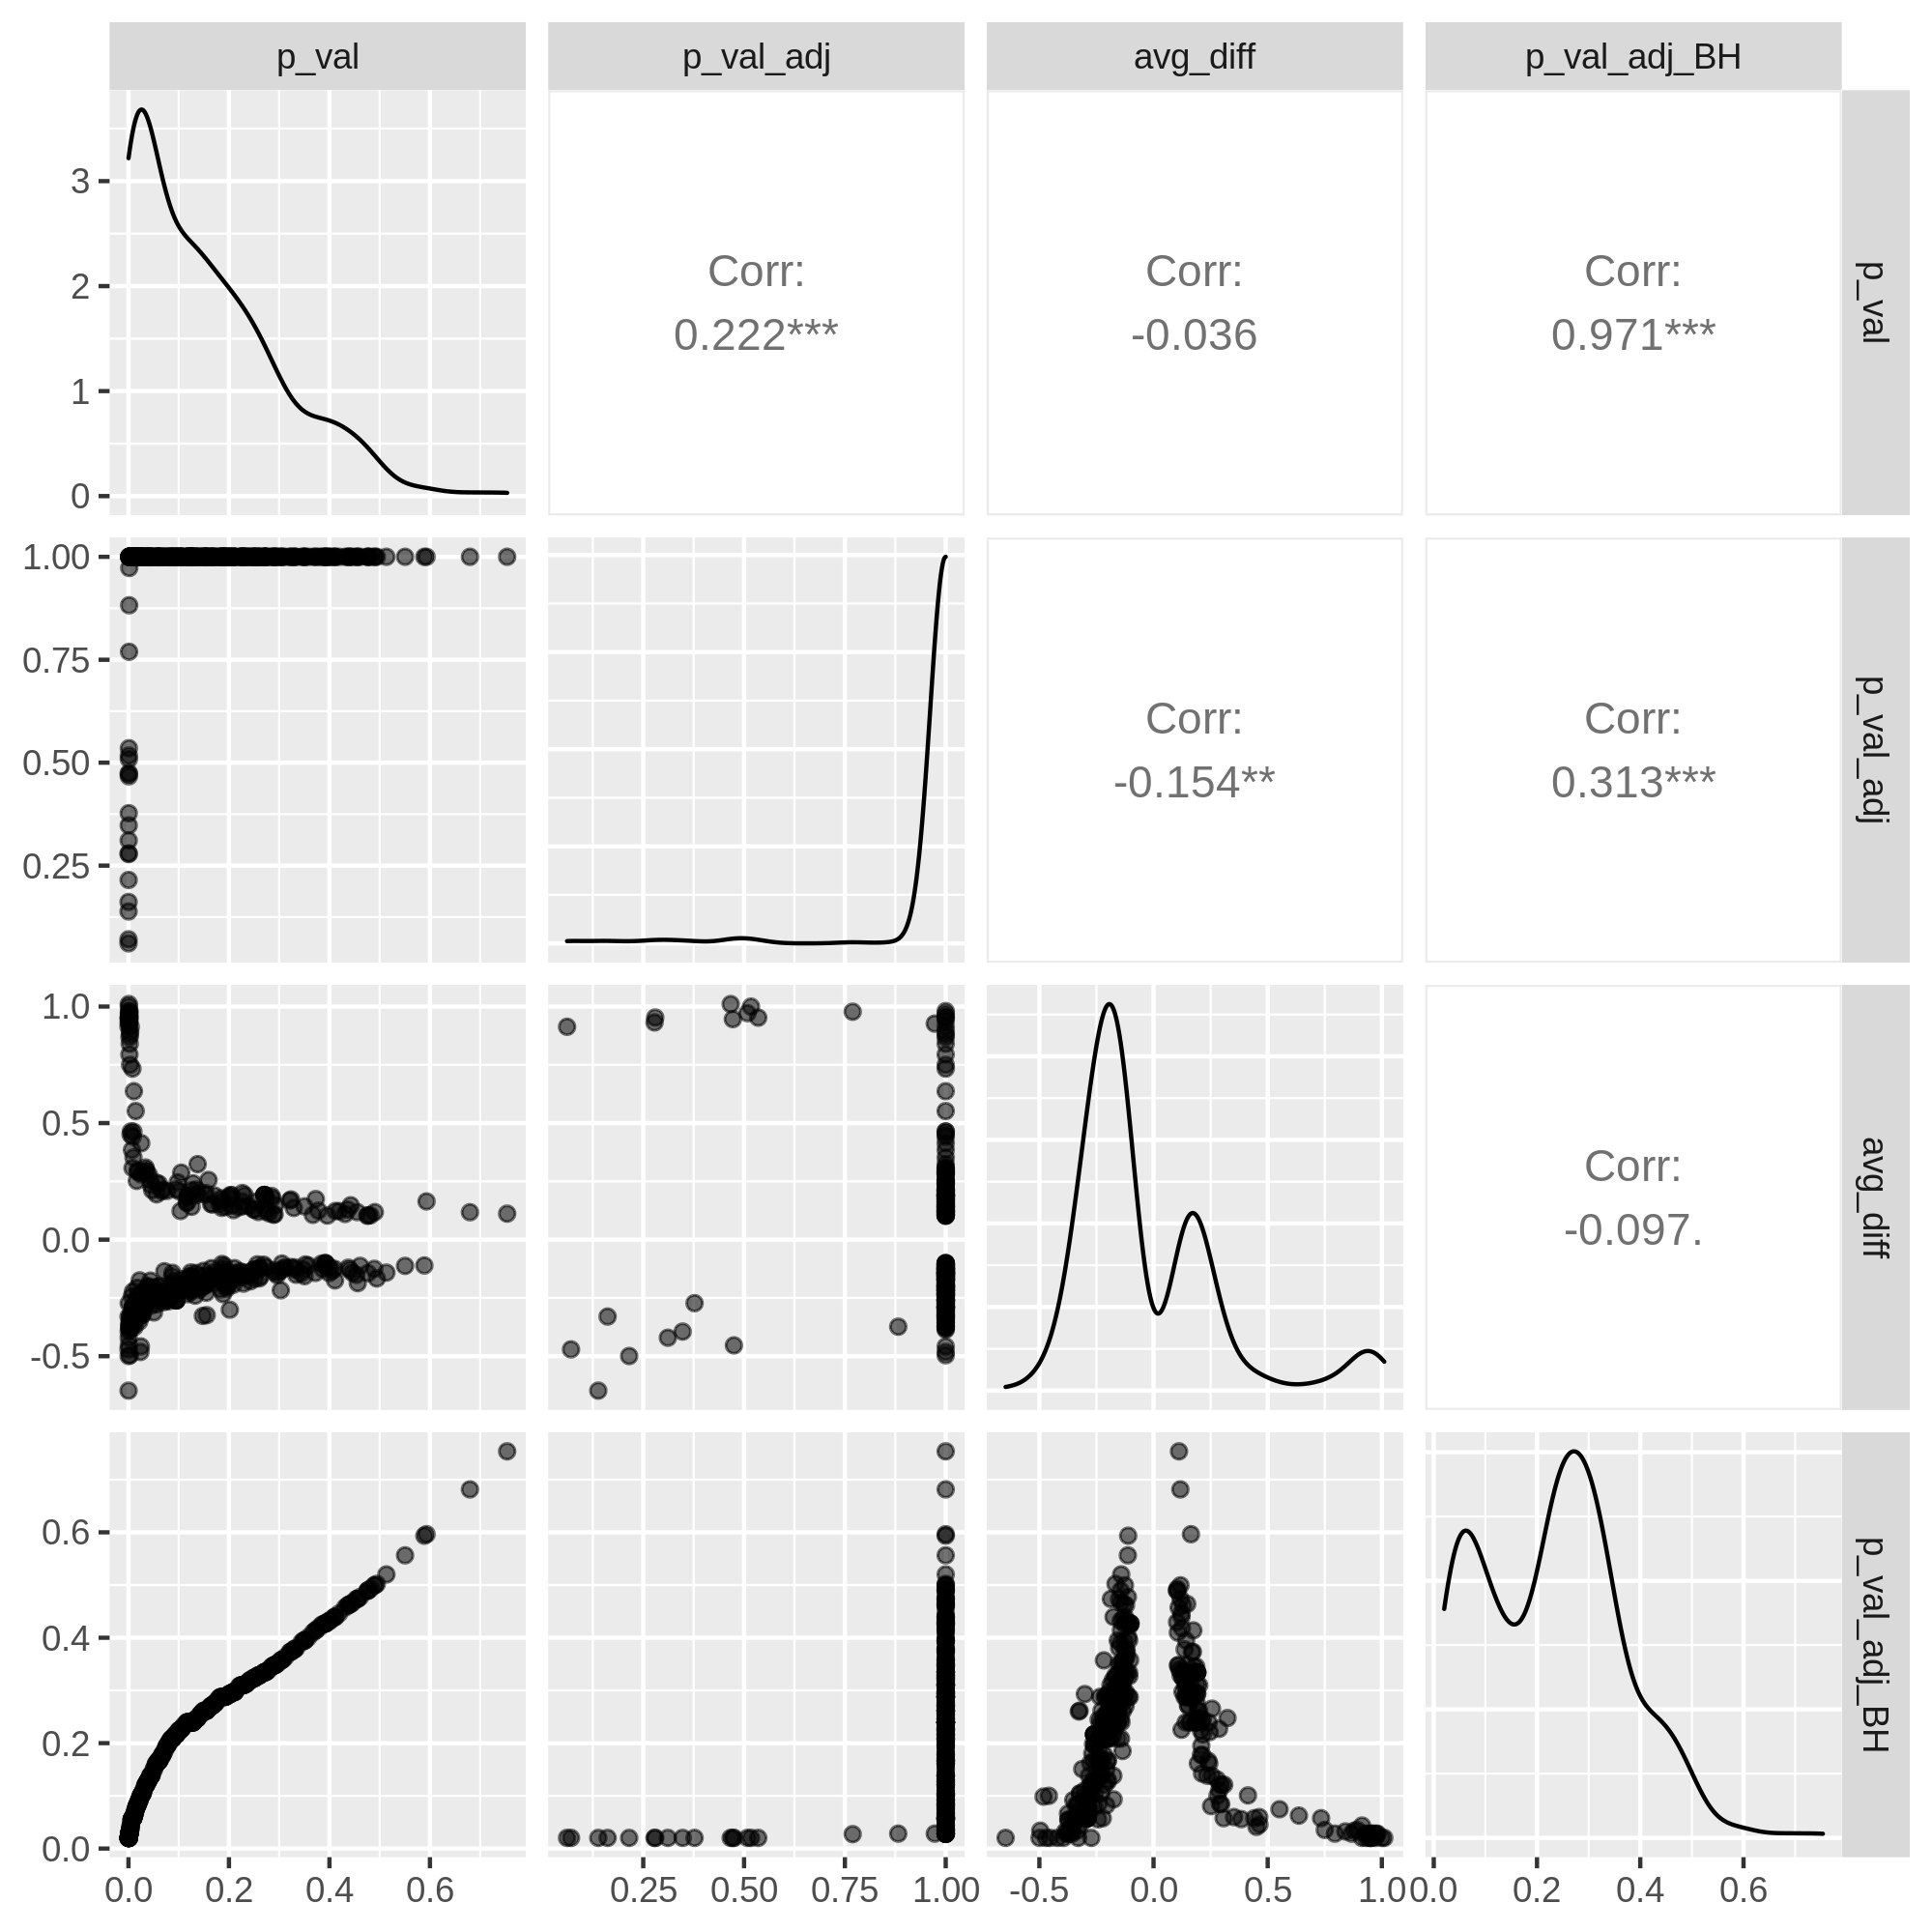 p_val
p_val_adj
avg_diff
p_val_adj_BH
3
2
1
0
Corr:
0.222***
Corr:
-0.036
Corr:
0.971***
p_val
1.00
0.75
0.50
0.25
Corr:
-0.154**
Corr:
0.313***
p_val_adj
1.0
0.5
0.0
-0.5
Corr:
-0.097.
avg_diff
0.6
0.4
0.2
0.0
p_val_adj_BH
0.0 0.2 0.4 0.6
0.25 0.50 0.75 1.00
-0.5 0.0 0.5 1.0
0.0 0.2 0.4 0.6